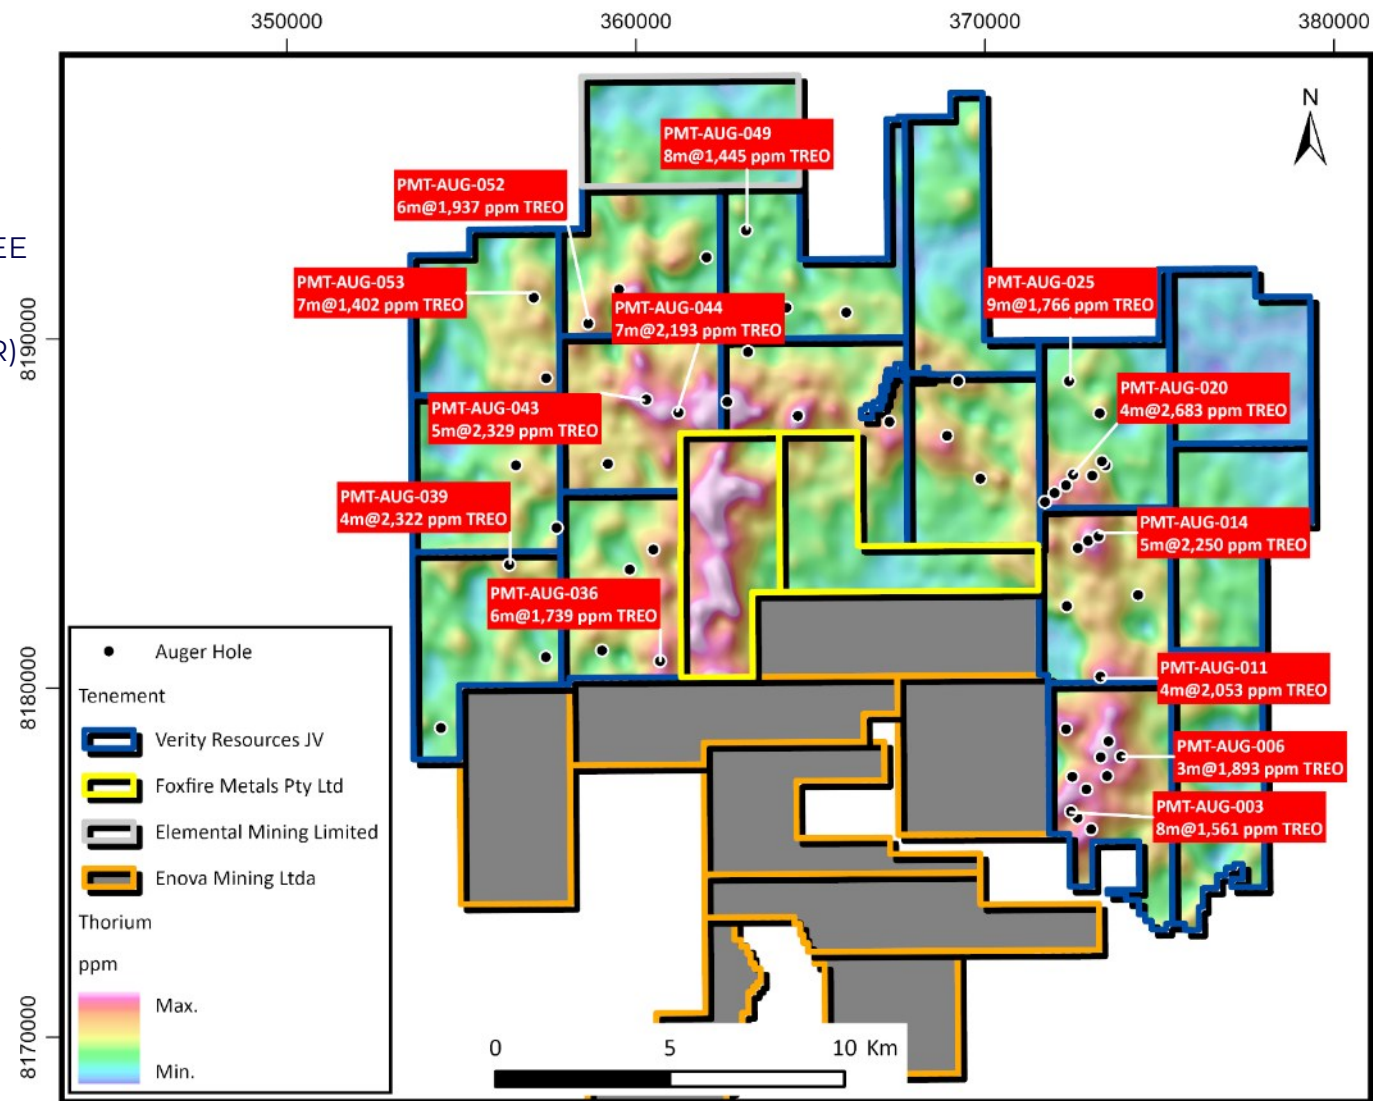 350000
360000
370000
380000
N
PMT-AUG-049
8m@1,445 ppm TREO
PMT-AUG-052
6m@1,937 ppm TREO
EE
PMT-AUG-053
7m@1,402 ppm TREO
PMT-AUG-025
9m@1,766 ppm TREO
PMT-AUG-044
7m@2,193 ppm TREO
8190000
R)
PMT-AUG-020
4m@2,683 ppm TREO
PMT-AUG-043
5m@2,329 ppm TREO
PMT-AUG-039
4m@2,322 ppm TREO
PMT-AUG-014
5m@2,250 ppm TREO
PMT-AUG-036
6m@1,739 ppm TREO
8180000
PMT-AUG-011
4m@2,053 ppm TREO
PMT-AUG-006
3m@1,893 ppm TREO
PMT-AUG-003
8m@1,561 ppm TREO
Auger Hole
Tenement
Verity Resources JV
Foxfire Metals Pty Ltd
Elemental Mining Limited
Enova Mining Ltda
Thorium
ppm
Max.
Min.
8170000
0
5
10 Km